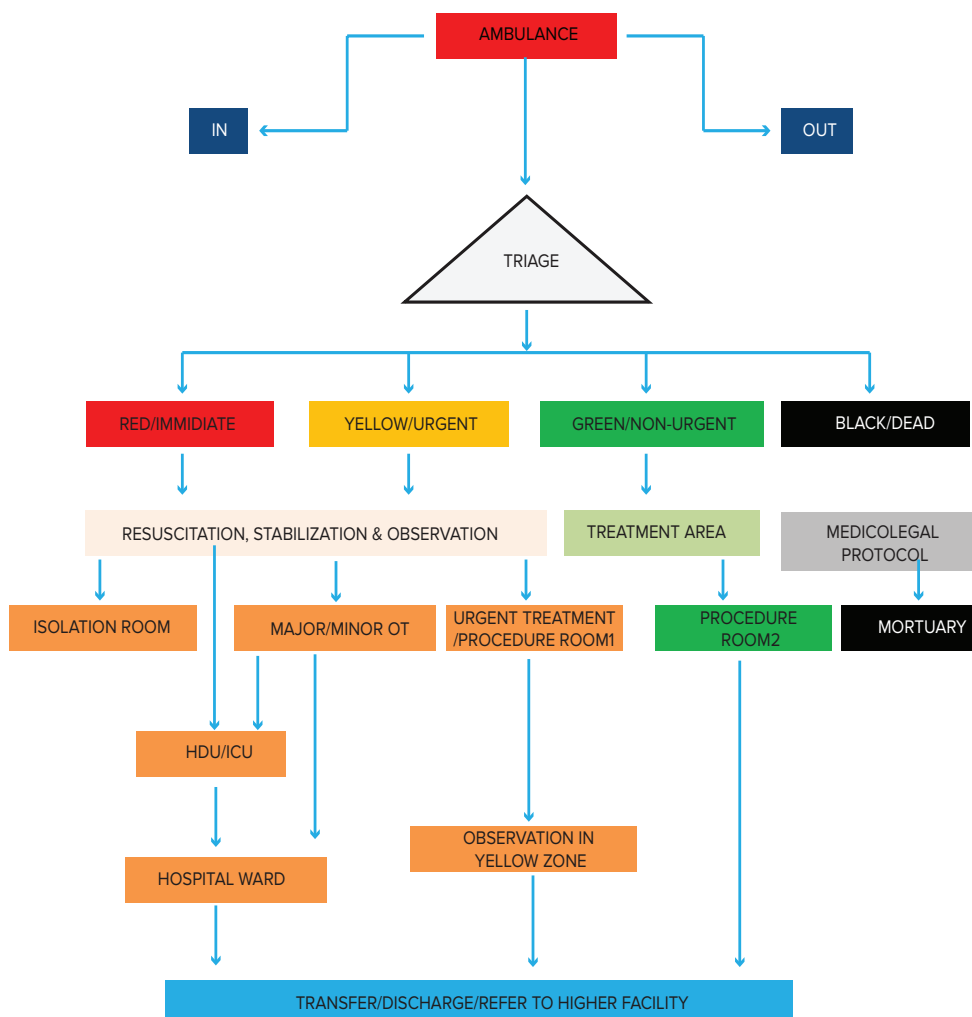 AMBULANCE
IN
OUT
TRIAGE
RED/IMMIDIATE
YELLOW/URGENT
GREEN/NON-URGENT
BLACK/DEAD
RESUSCITATION, STABILIZATION & OBSERVATION
TREATMENT AREA
MEDICOLEGAL
PROTOCOL
ISOLATION ROOM
MAJOR/MINOR OT
URGENT TREATMENT
/PROCEDURE ROOM1
PROCEDURE
ROOM2
MORTUARY
HDU/ICU
OBSERVATION IN
YELLOW ZONE
HOSPITAL WARD
TRANSFER/DISCHARGE/REFER TO HIGHER FACILITY